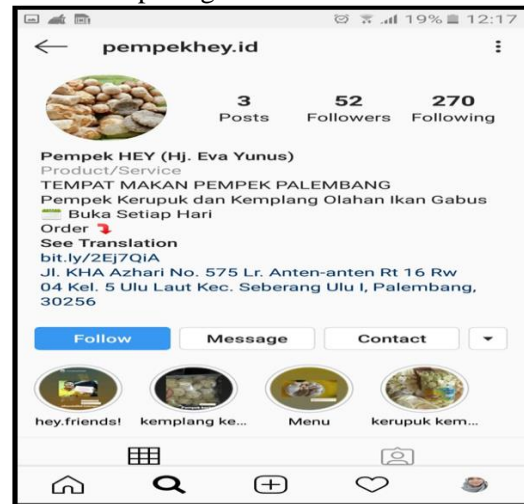 19% 12:17
pempekhey.id
3 52 270
Posts Followers Following
Pempek HEY (Hj. Eva Yunus)
Product/Service
TEMPAT MAKAN PEMPEK PALEMBANG
Pempek Kerupuk dan Kemplang Olahan Ikan Gabus
Buka Setiap Hari
Order
See Translation
bit.ly/2Ej7QiA
Jl. KHA Azhari No. 575 Lr. Anten-anten Rt 16 Rw
04 Kel. 5 Ulu Laut Kec. Seberang Ulu I, Palembang,
30256
Follow Message Contact
hey.friends! kemplang ke... Menu kerupuk kem...